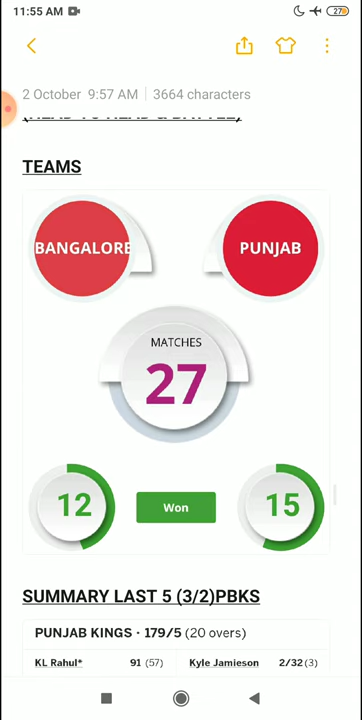 11:55 AM
27
2 October 9:57 AM | 3664 characters
TEAMS
BANGALORE
PUNJAB
MATCHES
27
12
Won
15
SUMMARY LAST 5 (3/2)PBKS
PUNJAB KINGS • 179/5 (20 overs)
KL Rahul* 91 (57) Kyle Jamieson 2/32 (3)